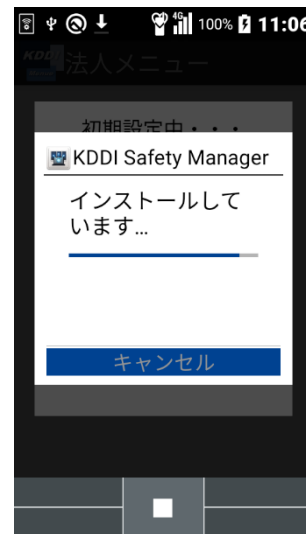 4G 100% 11:06
KDDI 法人メニュー
初期設定中・・・
KDDI Safety Manager
インストールして
います...
キャンセル